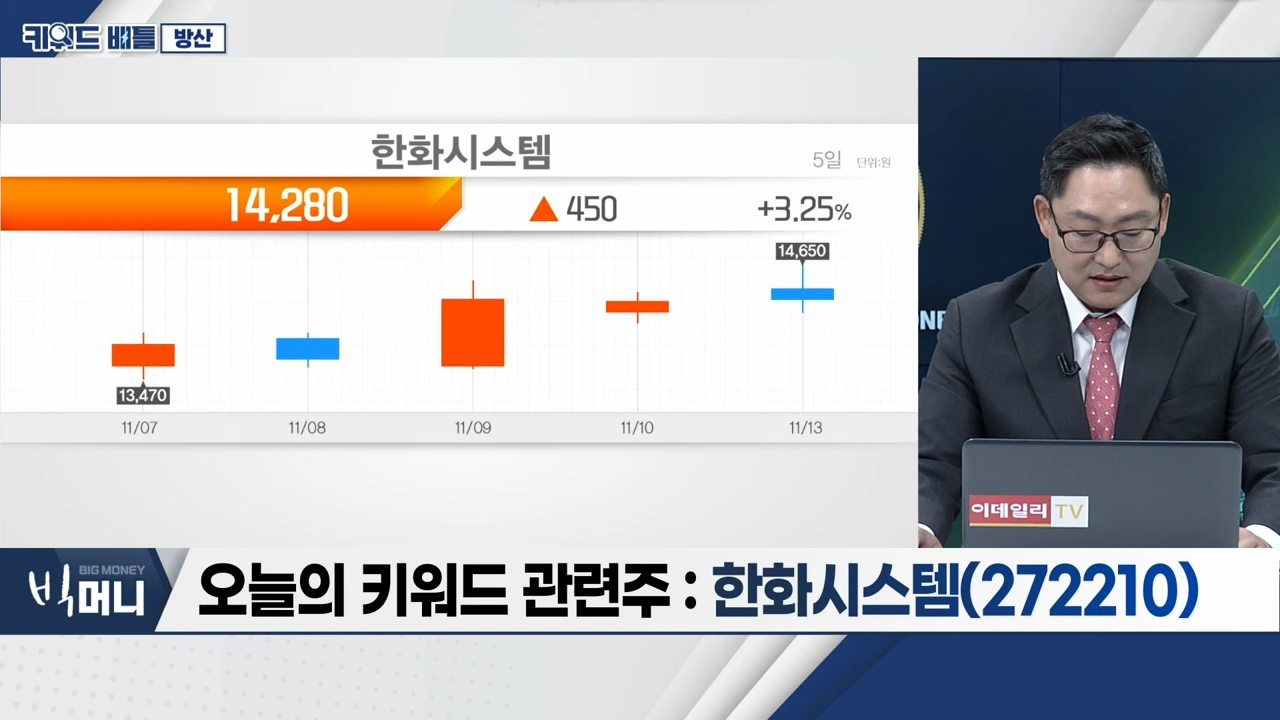 키워드 배틀 방산
한화시스템
5일 단위:원
14,280 ▲ 450 +3.25%
14,650
13,470
11/07 11/08 11/09 11/10 11/13
NE
이데일리 TV
BIG MONEY
빅머니
오늘의 키워드 관련주 : 한화시스템(272210)